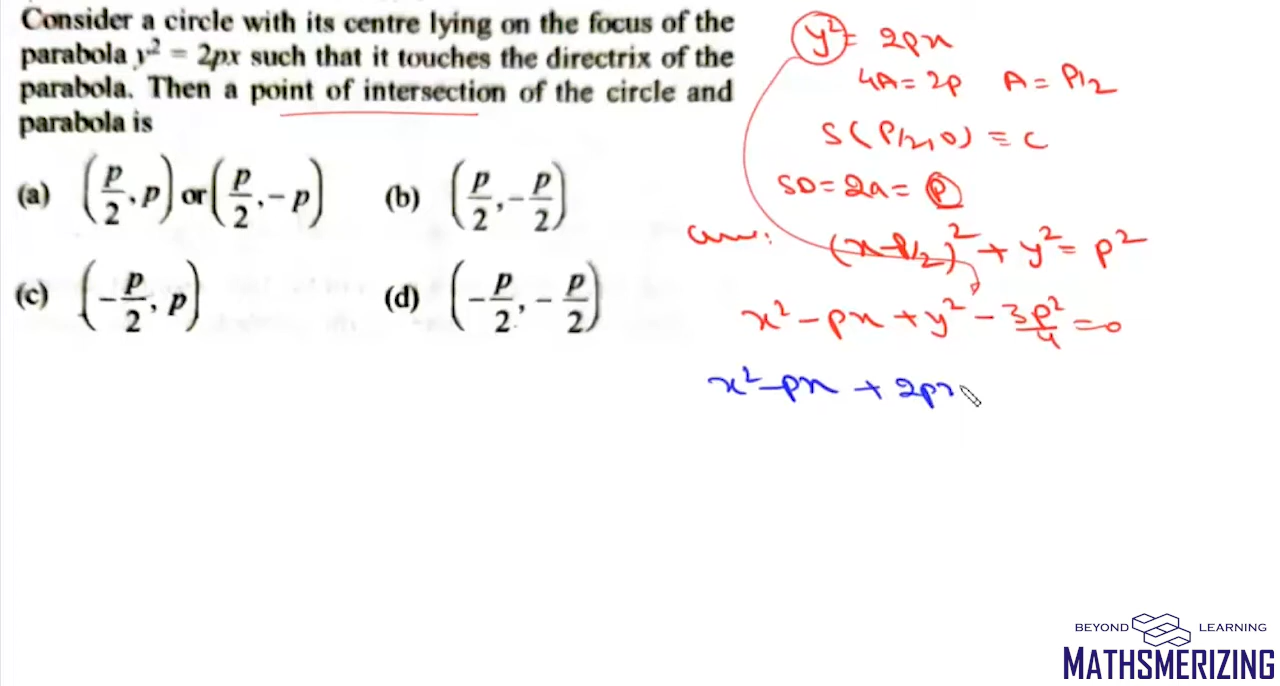 Consider a circle with its centre lying on the focus of the
parabola y² = 2px such that it touches the directrix of the
parabola. Then a point of intersection of the circle and
parabola is
(a) (p/2, p) or (p/2, -p) (b) (p/2, -p/2)
(c) (-p/2, p) (d) (-p/2, -p/2)
y² = 2px
4A = 2p A = P/2
S(P/2, 0) = C
SD = 2a = p
(x-P/2)² + y² = p²
x² - px + y² - 3p²/4 = 0
x² - px + 2px
BEYOND LEARNING
MATHSMERIZING